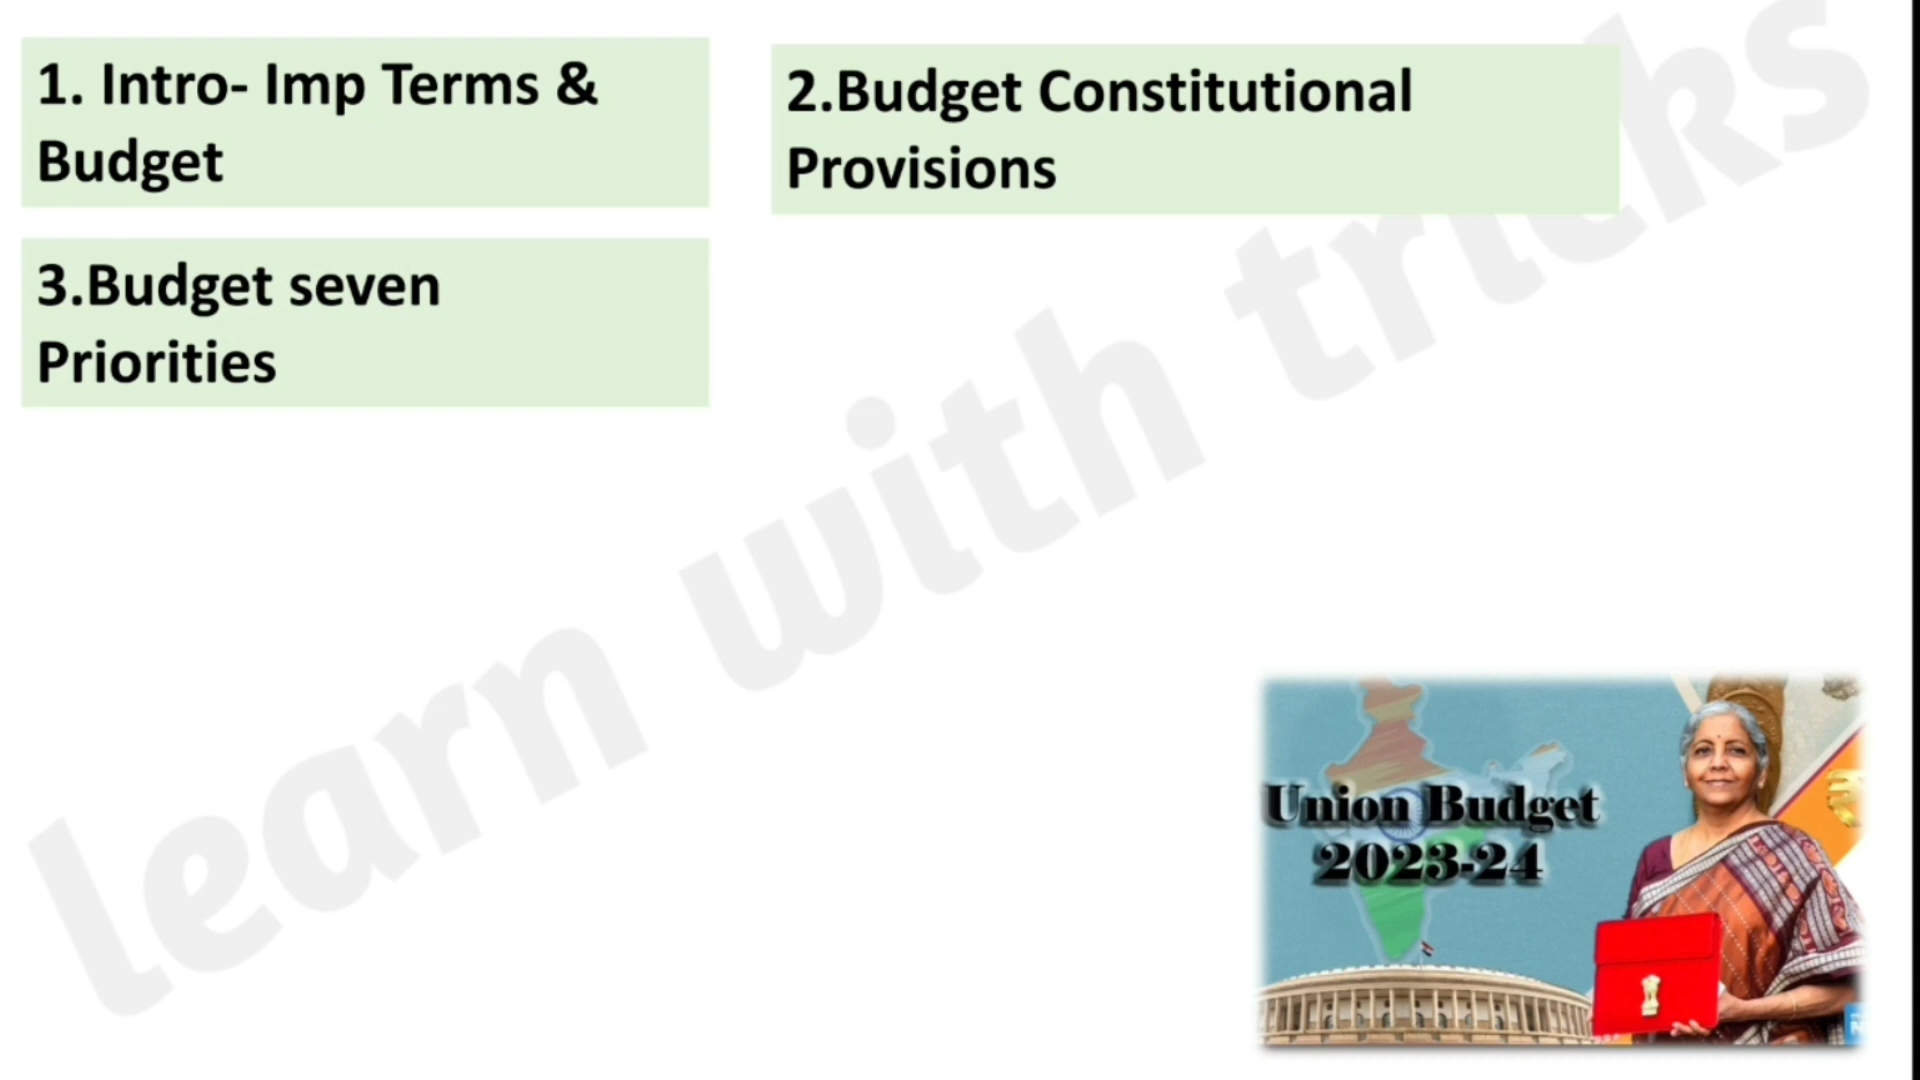 1. Intro- Imp Terms &
Budget
2.Budget Constitutional
Provisions
3.Budget seven
Priorities
learn with tricks
Union Budget
2023-24